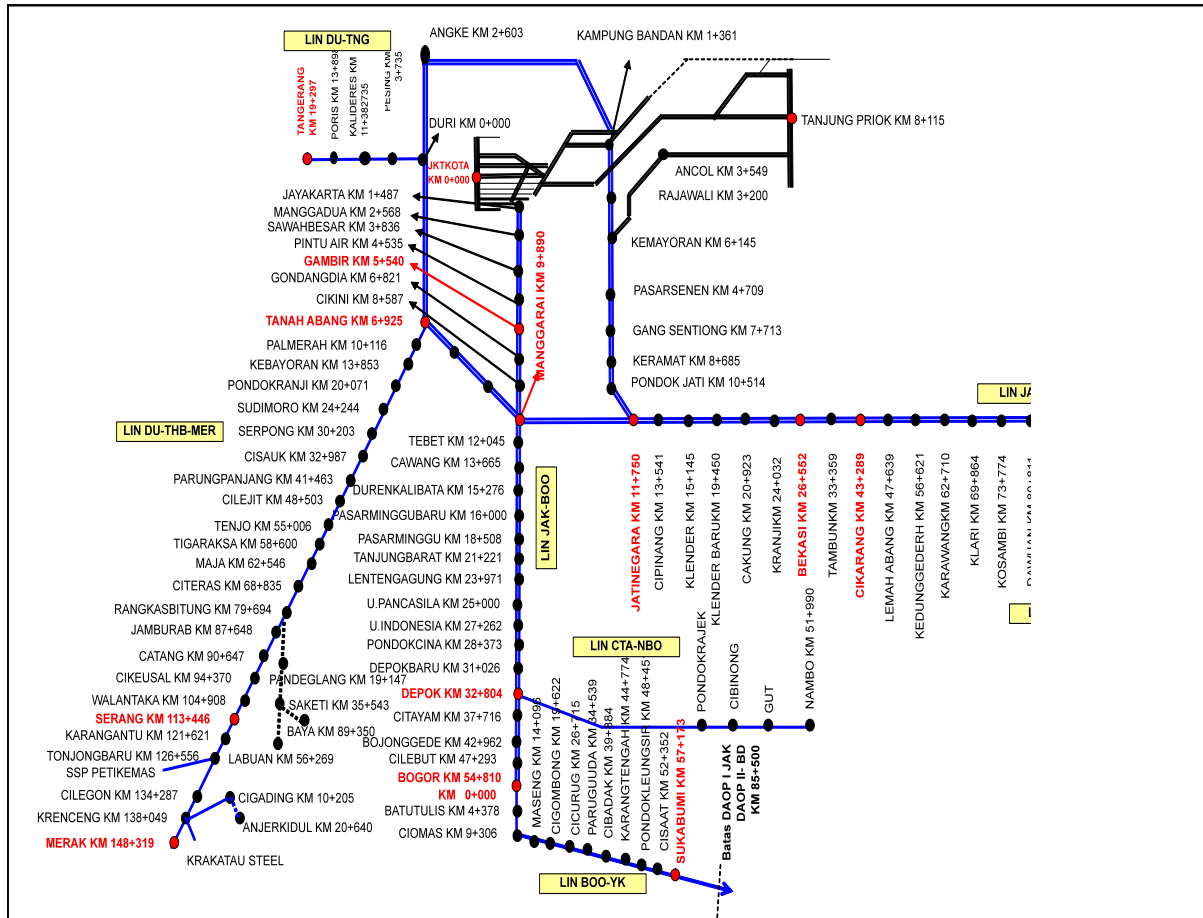 LIN DU-TNG
ANGKE KM 2+603
KAMPUNG BANDAN KM 1+361
TANGERANG
KM 19+297
PORIS KM 13+898
KALIDERES KM
11+382735
PESING KM
3+735
DURI KM 0+000
JKTKOTA
KM 0+000
TANJUNG PRIOK KM 8+115
ANCOL KM 3+549
RAJAWALI KM 3+200
KEMAYORAN KM 6+145
PASARSENEN KM 4+709
GANG SENTIONG KM 7+713
KERAMAT KM 8+685
PONDOK JATI KM 10+514
JAYAKARTA KM 1+487
MANGGADUA KM 2+568
SAWAHBESAR KM 3+836
PINTU AIR KM 4+535
GAMBIR KM 5+540
GONDANGDIA KM 6+821
CIKINI KM 8+587
MANGGARAI KM 9+890
TANAH ABANG KM 6+925
PALMERAH KM 10+116
KEBAYORAN KM 13+853
PONDOKRANJI KM 20+071
SUDIMORO KM 24+244
LIN DU-THB-MER
SERPONG KM 30+203
CISAUK KM 32+987
PARUNGPANJANG KM 41+463
CILEJIT KM 48+503
TENJO KM 55+006
TIGARAKSA KM 58+600
MAJA KM 62+546
CITERAS KM 68+835
RANGKASBITUNG KM 79+694
JAMBURAB KM 87+648
CATANG KM 90+647
CIKEUSAL KM 94+370
WALANTAKA KM 104+908
SERANG KM 113+446
KARANGANTU KM 121+621
TONJONGBARU KM 126+556
SSP PETIKEMAS
CILEGON KM 134+287
KRENCENG KM 138+049
MERAK KM 148+319
PANDEGLANG KM 19+147
SAKETI KM 35+543
BAYA KM 89+350
LABUAN KM 56+269
CIGADING KM 10+205
ANJERKIDUL KM 20+640
KRAKATAU STEEL
TEBET KM 12+045
CAWANG KM 13+665
DURENKALIBATA KM 15+276
PASARMINGGUBARU KM 16+000
PASARMINGGU KM 18+508
TANJUNGBARAT KM 21+221
LENTENGAGUNG KM 23+971
U.PANCASILA KM 25+000
U.INDONESIA KM 27+262
PONDOKCINA KM 28+373
DEPOKBARU KM 31+026
DEPOK KM 32+804
CITAYAM KM 37+716
BOJONGGEDE KM 42+962
CILEBUT KM 47+293
BOGOR KM 54+810
KM 0+000
BATUTULIS KM 4+378
CIOMAS KM 9+306
LIN JAK-BOO
LIN JA
JATINEGARA KM 11+750
CIPINANG KM 13+541
KLENDER KM 15+145
KLENDER BARUKM 19+450
CAKUNG KM 20+923
KRANJIKM 24+032
BEKASI KM 26+552
TAMBUNKM 33+359
CIKARANG KM 43+289
LEMAH ABANG KM 47+639
KEDUNGGEDERH KM 56+621
KARAWANGKM 62+710
KLARI KM 69+864
KOSAMBI KM 73+774
LIN CTA-NBO
PONDOKRAJEK
CIBINONG
GUT
NAMBO KM 51+990
MASENG KM 14+096
CIGOMBONG KM 19+622
CICURUG KM 26+715
PARUGUUDA KM 34+539
CIBADAK KM 39+884
KARANGTENGAH KM 44+774
PONDOKLEUNGSIR KM 48+457
CISAAT KM 52+352
SUKABUMI KM 57+173
Batas DAOP I JAK
DAOP II- BD
KM 85+500
LIN BOO-YK